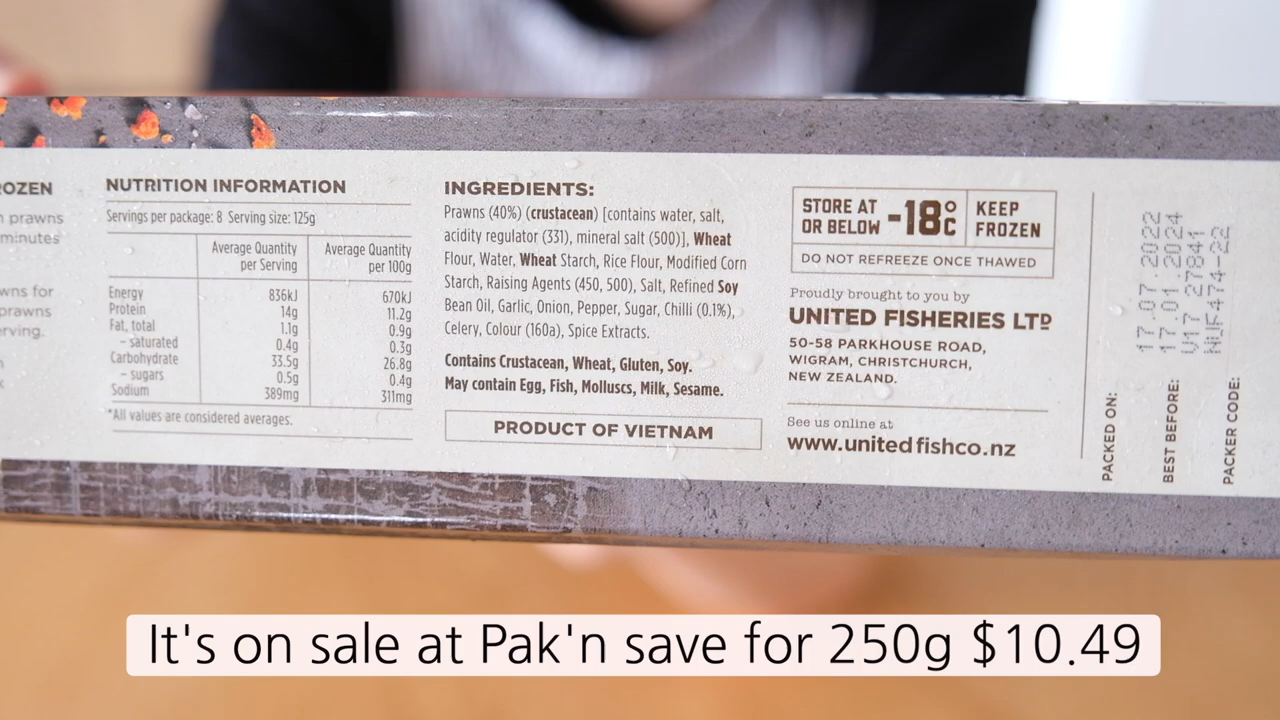 OZEN
prawns
minutes
wns for
prawns
rving.
NUTRITION INFORMATION
Servings per package: 8 Serving size: 125g
Average Quantity per Serving
Average Quantity per 100g
Energy 836kJ 670kJ
Protein 14g 11.2g
Fat, total 1.1g 0.9g
– saturated 0.4g 0.3g
Carbohydrate 33.5g 26.8g
– sugars 0.5g 0.4g
Sodium 389mg 311mg
*All values are considered averages.
INGREDIENTS:
Prawns (40%) (crustacean) [contains water, salt,
acidity regulator (331), mineral salt (500)], Wheat
Flour, Water, Wheat Starch, Rice Flour, Modified Corn
Starch, Raising Agents (450, 500), Salt, Refined Soy
Bean Oil, Garlic, Onion, Pepper, Sugar, Chilli (0.1%),
Celery, Colour (160a), Spice Extracts.
Contains Crustacean, Wheat, Gluten, Soy.
May contain Egg, Fish, Molluscs, Milk, Sesame.
PRODUCT OF VIETNAM
STORE AT
OR BELOW -18°C
KEEP
FROZEN
DO NOT REFREEZE ONCE THAWED
Proudly brought to you by
UNITED FISHERIES LTD
50-58 PARKHOUSE ROAD,
WIGRAM, CHRISTCHURCH,
NEW ZEALAND.
See us online at
www.unitedfishco.nz
PACKED ON: 17.07.2022
BEST BEFORE: 17.01.2024
U17 27841
PACKER CODE: NUF474-22
It's on sale at Pak'n save for 250g $10.49